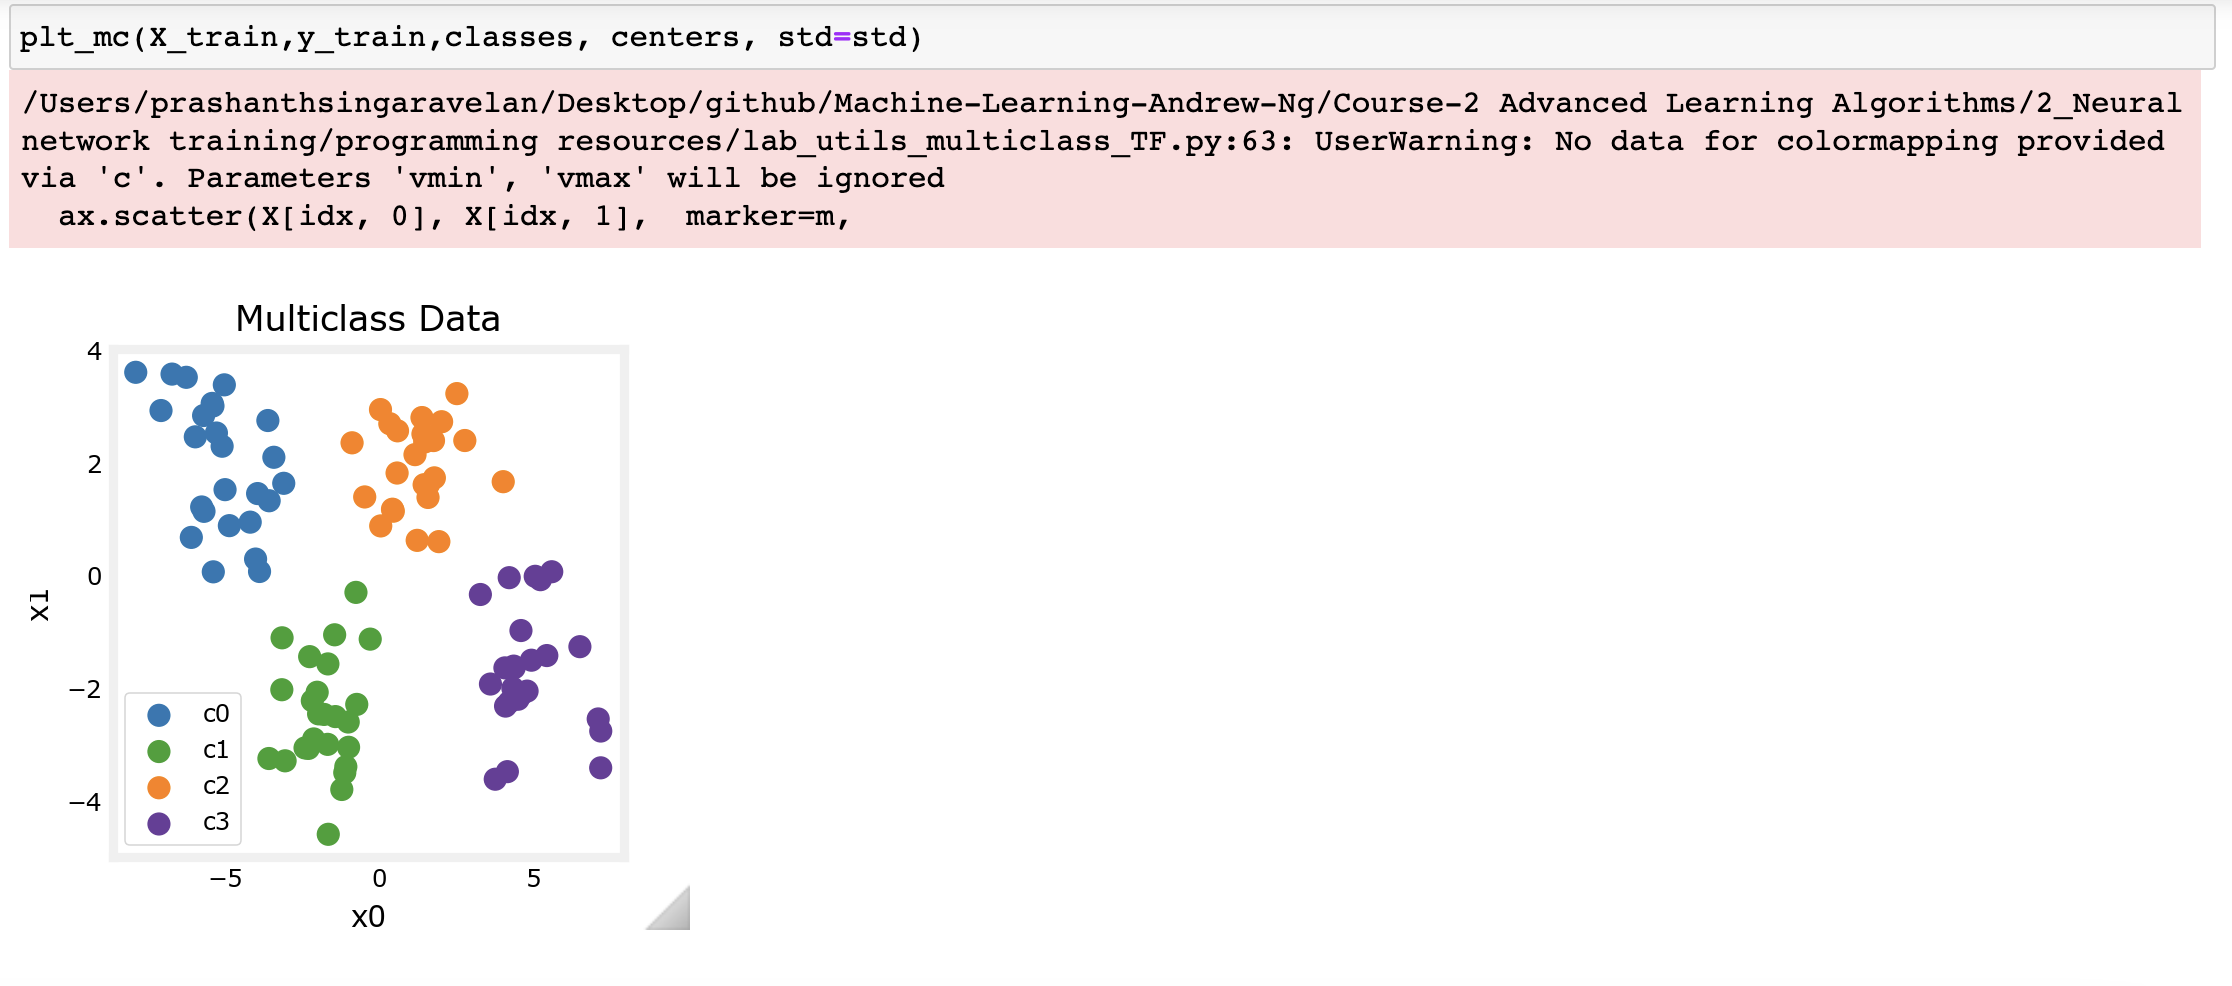 plt_mc(X_train,y_train,classes, centers, std=std)
/Users/prashanthsingaravelan/Desktop/github/Machine-Learning-Andrew-Ng/Course-2 Advanced Learning Algorithms/2_Neural
network training/programming resources/lab_utils_multiclass_TF.py:63: UserWarning: No data for colormapping provided
via 'c'. Parameters 'vmin', 'vmax' will be ignored
  ax.scatter(X[idx, 0], X[idx, 1],  marker=m,
Multiclass Data
4
2
0
−2
−4
x1
c0
c1
c2
c3
−5 0 5
x0